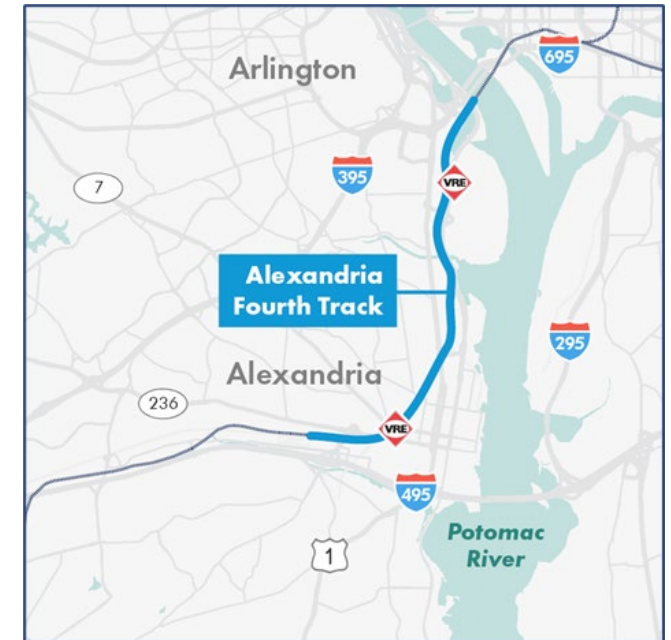 Arlington
695
395
VRE
7
Alexandria
Fourth Track
295
Alexandria
236
VRE
495
1
Potomac
River